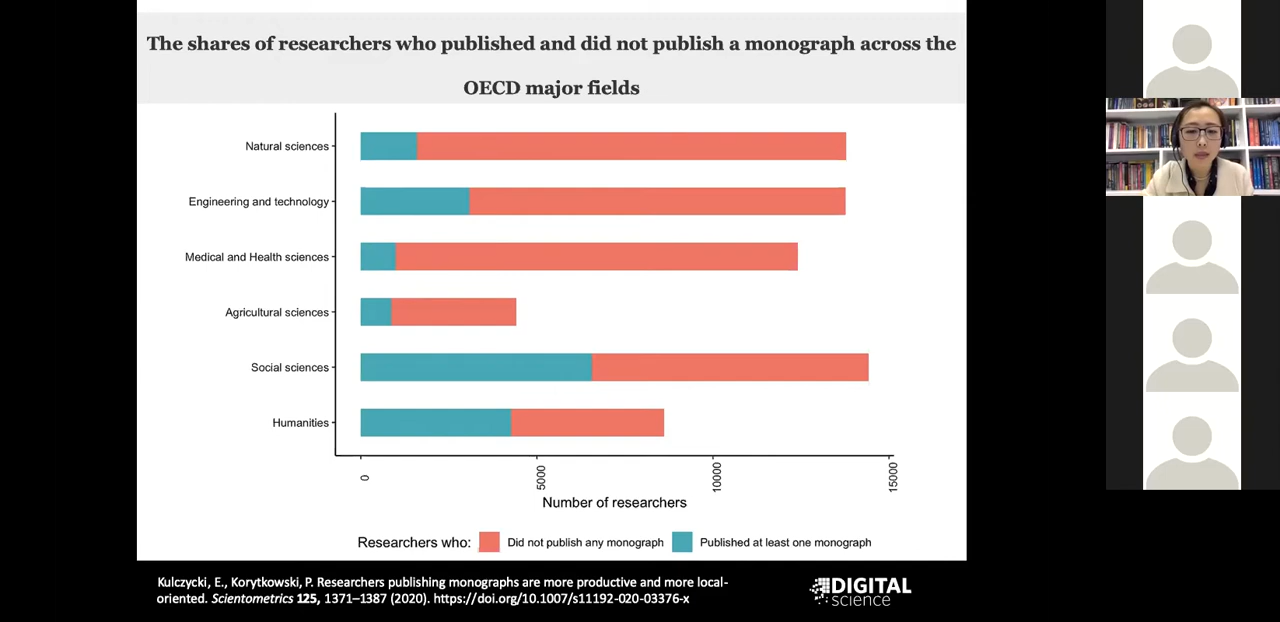 The shares of researchers who published and did not publish a monograph across the
OECD major fields
Natural sciences
Engineering and technology
Medical and Health sciences
Agricultural sciences
Social sciences
Humanities
0
5000
10000
15000
Number of researchers
Researchers who: Did not publish any monograph Published at least one monograph
Kulczycki, E., Korytkowski, P. Researchers publishing monographs are more productive and more local-
oriented. Scientometrics 125, 1371–1387 (2020). https://doi.org/10.1007/s11192-020-03376-x
DIGITAL
science